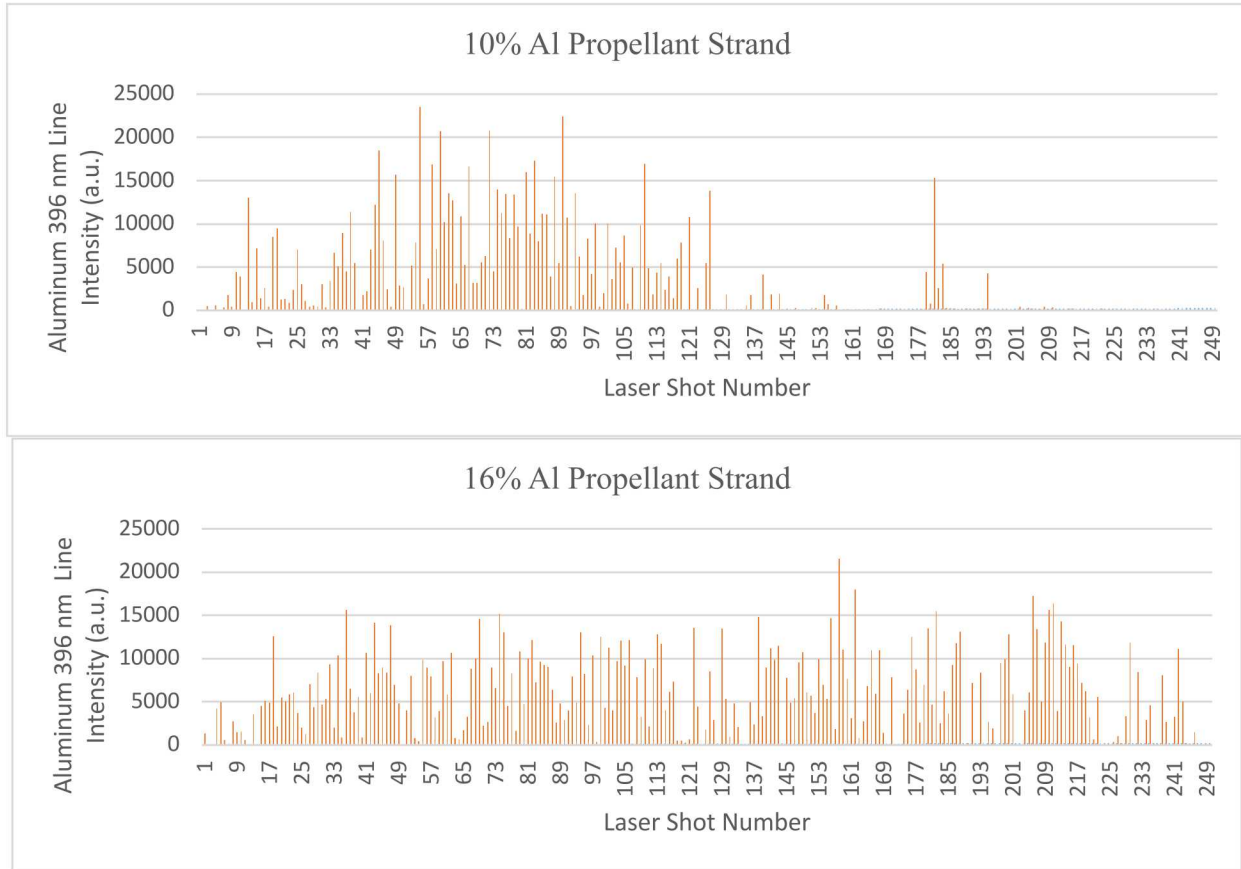 10% Al Propellant Strand
Aluminum 396 nm Line
Intensity (a.u.)
25000
20000
15000
10000
5000
0
1 9 17 25 33 41 49 57 65 73 81 89 97 105 113 121 129 137 145 153 161 169 177 185 193 201 209 217 225 233 241 249
Laser Shot Number
16% Al Propellant Strand
Aluminum 396 nm Line
Intensity (a.u.)
25000
20000
15000
10000
5000
0
1 9 17 25 33 41 49 57 65 73 81 89 97 105 113 121 129 137 145 153 161 169 177 185 193 201 209 217 225 233 241 249
Laser Shot Number